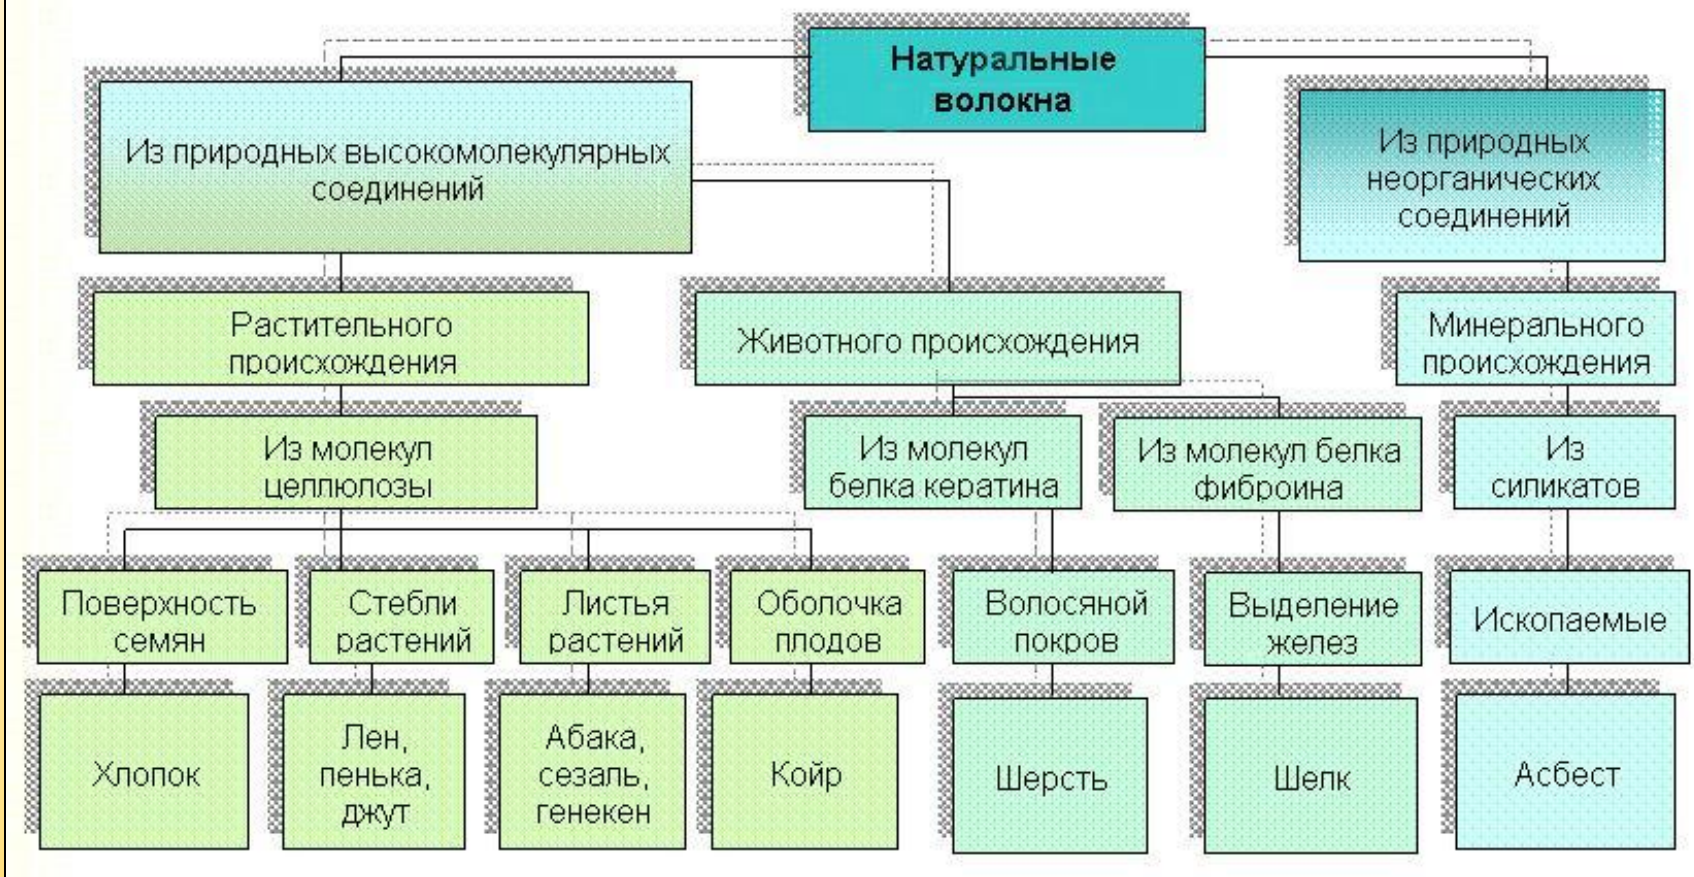 Натуральные
волокна
Из природных высокомолекулярных
соединений
Из природных
неорганических
соединений
Растительного
происхождения
Животного происхождения
Минерального
происхождения
Из молекул
целлюлозы
Из молекул
белка кератина
Из молекул белка
фиброина
Из
силикатов
Поверхность
семян
Стебли
растений
Листья
растений
Оболочка
плодов
Волосяной
покров
Выделение
желез
Ископаемые
Хлопок
Лен,
пенька,
джут
Абака,
сезаль,
генекен
Койр
Шерсть
Шелк
Асбест